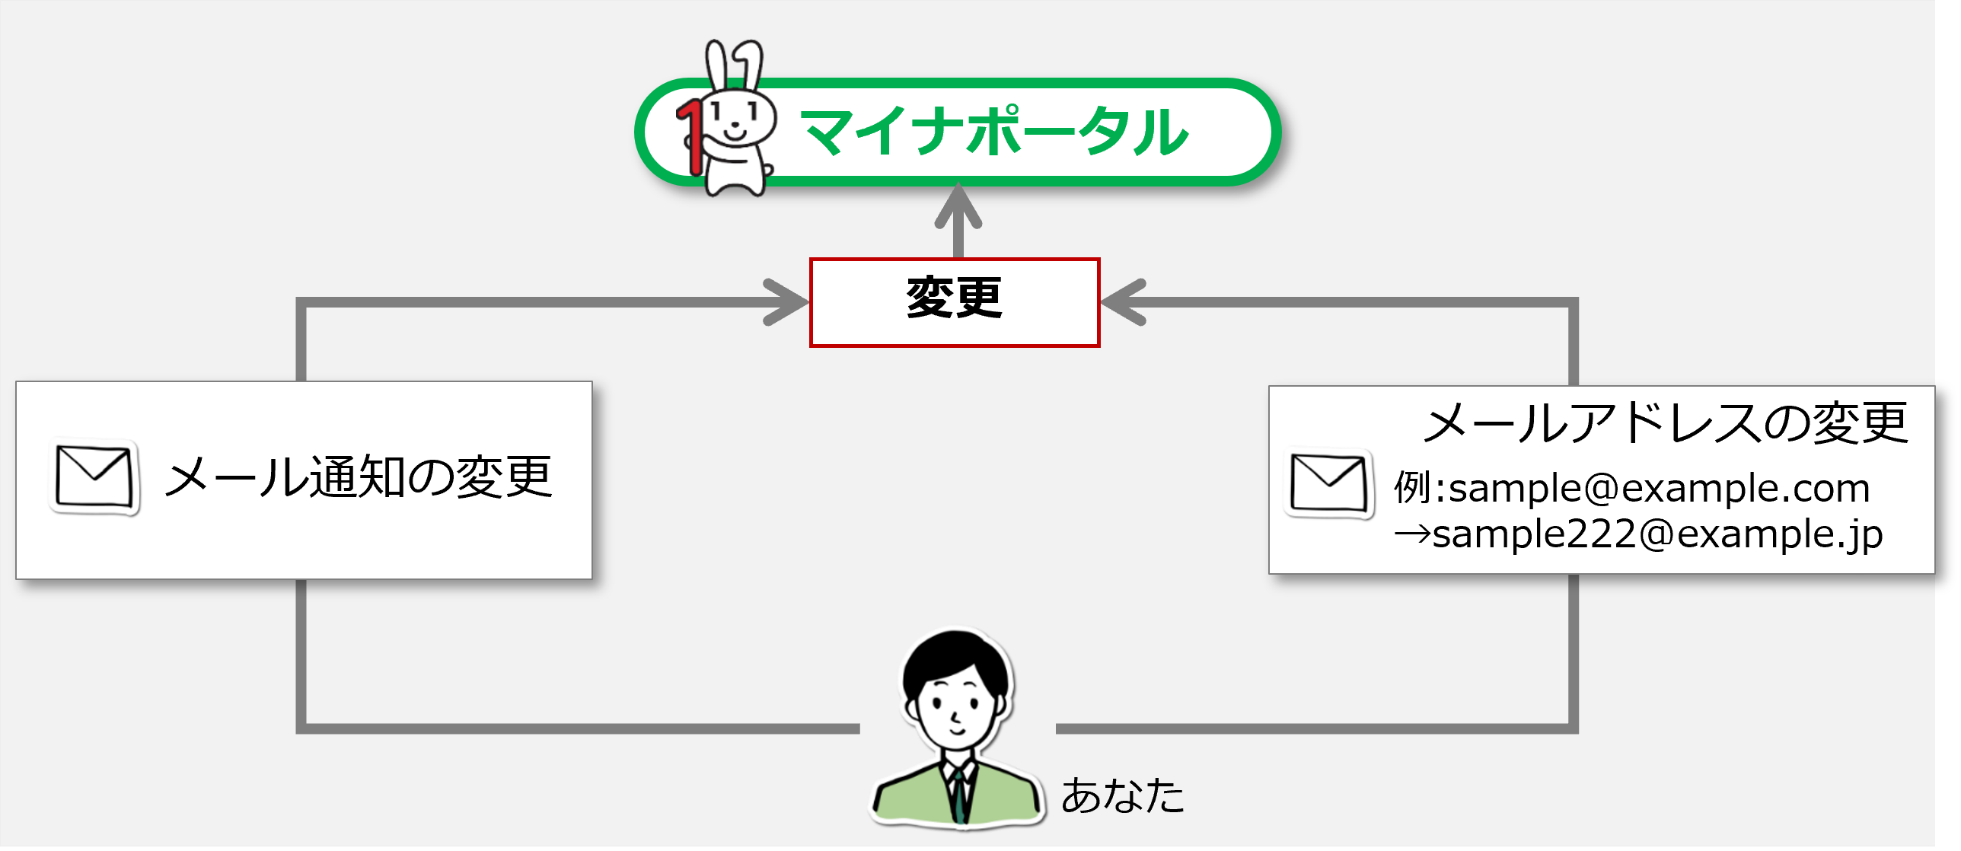 マイナポータル
変更
メール通知の変更
メールアドレスの変更
例:sample@example.com
→sample222@example.jp
あなた